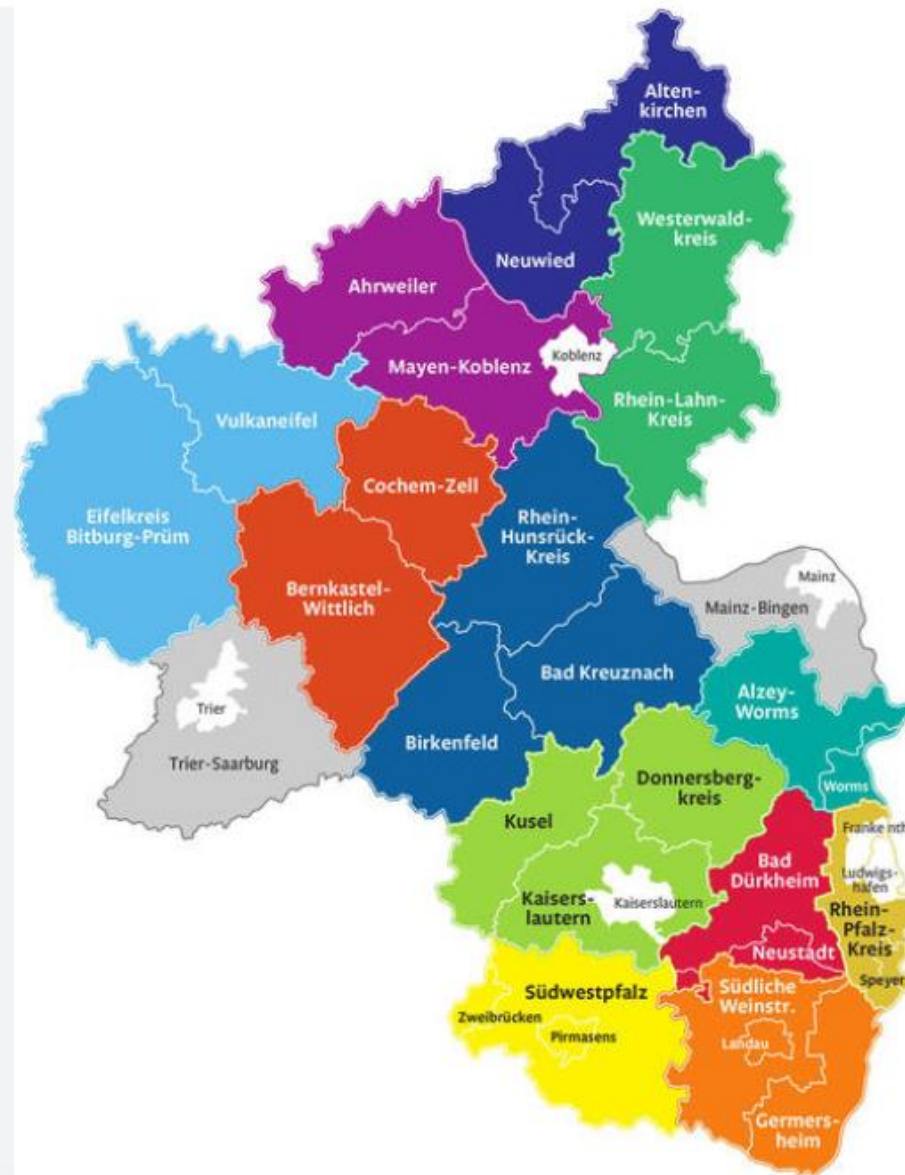 Alten-
kirchen
Westerwald-
kreis
Neuwied
Ahrweiler
Mayen-Koblenz
Koblenz
Rhein-Lahn-
Kreis
Vulkaneifel
Cochem-Zell
Eifelkreis
Bitburg-Prüm
Rhein-
Hunsrück-
Kreis
Mainz
Mainz-Bingen
Bernkastel-
Wittlich
Bad Kreuznach
Alzey-
Worms
Trier
Trier-Saarburg
Birkenfeld
Donnersberg-
kreis
Worms
Kusel
Franke nth
Bad
Dürkheim
Ludwigs-
hafen
Kaisers-
lautern
Kaiserslautern
Rhein-
Pfalz-
Kreis
Neustadt
Speyer
Südwestpfalz
Südliche
Weinstr.
Zweibrücken
Pirmasens
Landau
Germers-
heim